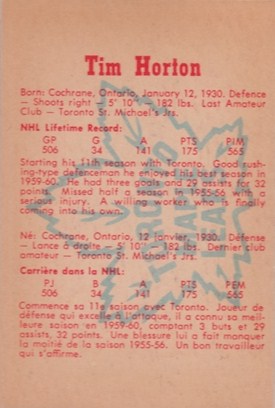 Tim Horton
Born: Cochrane, Ontario, January 12, 1930. Defence
— Shoots right — 5' 10" — 182 lbs. Last Amateur
Club — Toronto St. Michael's Jrs.
NHL Lifetime Record:
GP G A PTS PIM
506 34 141 175 565
Starting his 11th season with Toronto. Good rush-
ing-type defenceman he enjoyed his best season in
1959-60. He had three goals and 29 assists for 32
points. Missed half a season in 1955-56 with a
serious injury. A willing worker who is finally
coming into his own.
Né: Cochrane, Ontario, 12 janvier, 1930. Défense
— Lance à droite — 5' 10" — 182 lbs. Dernier club
amateur — Toronto St. Michael's Jrs.
Carrière dans la NHL:
PJ B A PTS PEM
506 34 141 175 565
Commence sa 11e saison avec Toronto. Joueur de
défense qui excelle à l'attaque, il a connu sa meil-
leure saison en 1959-60, comptant 3 buts et 29
assists, 32 points. Une blessure lui a fait manquer
la moitié de la saison 1955-56. Un bon travailleur
qui s'affirme.
TORONTO
MAPLE
LEAFS